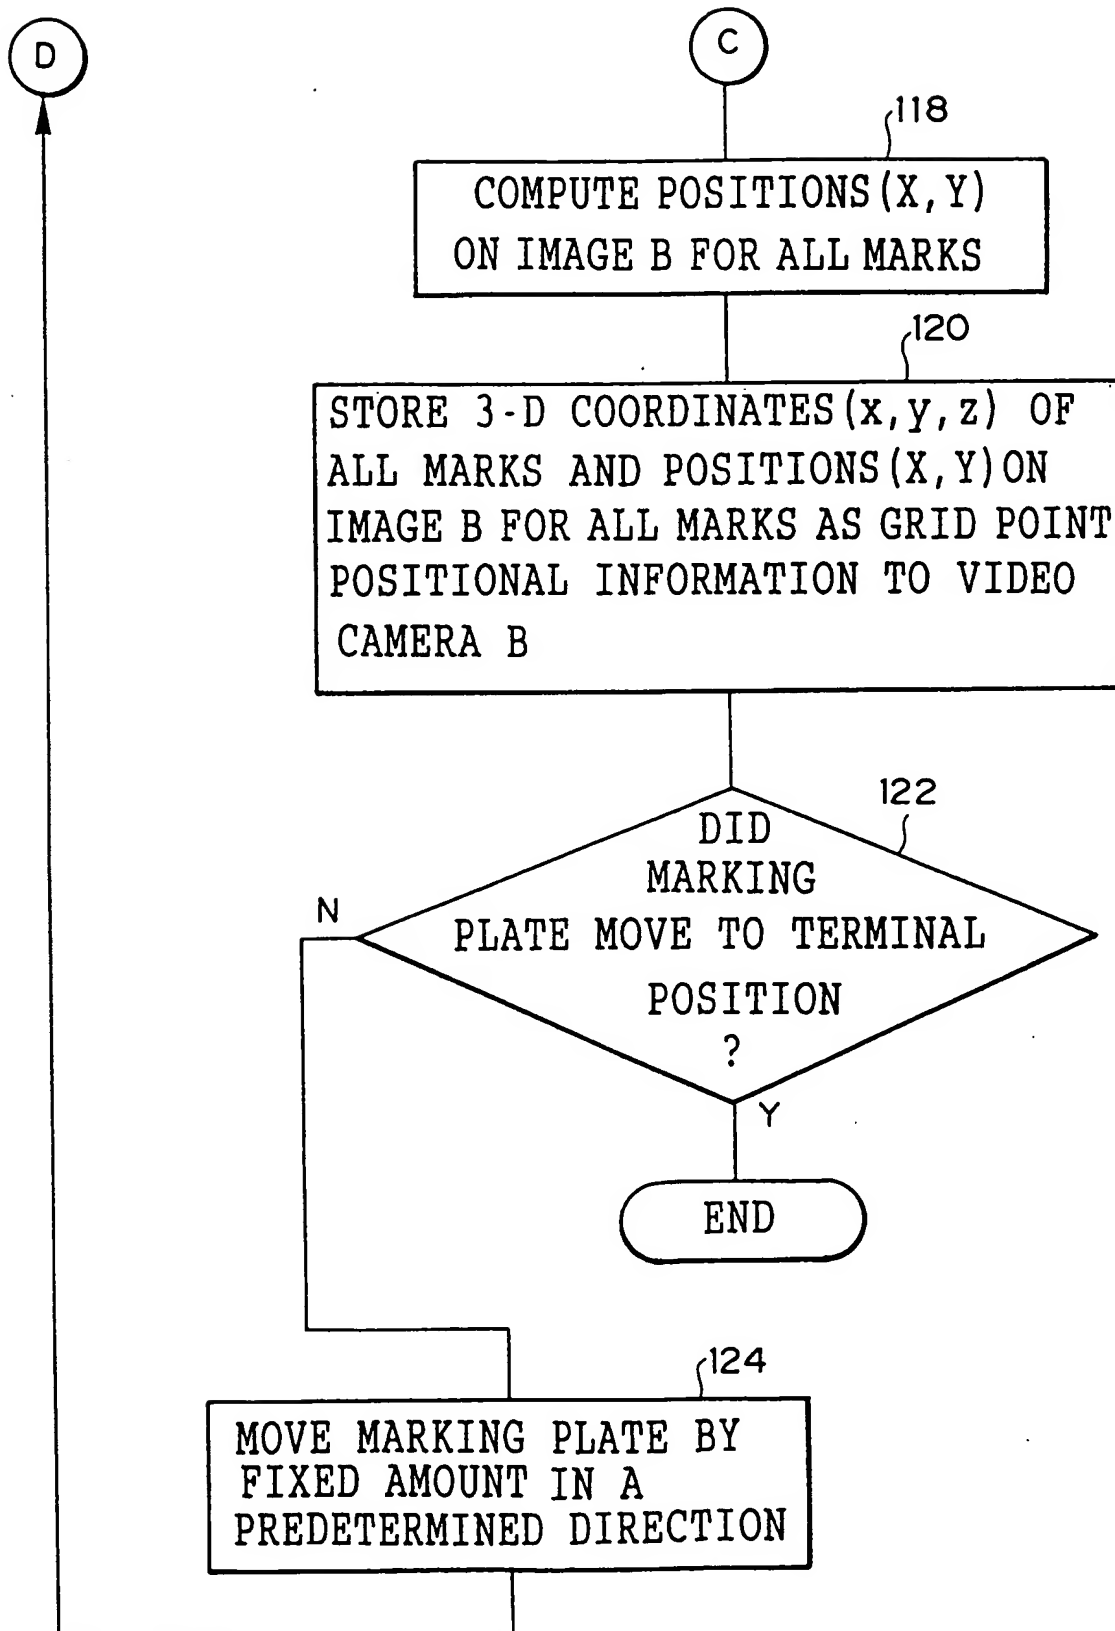 D
C
118
COMPUTE POSITIONS(X,Y)
ON IMAGE B FOR ALL MARKS
120
STORE 3-D COORDINATES(x,y,z) OF
ALL MARKS AND POSITIONS(X,Y)ON
IMAGE B FOR ALL MARKS AS GRID POINT
POSITIONAL INFORMATION TO VIDEO
CAMERA B
122
DID
MARKING
PLATE MOVE TO TERMINAL
POSITION
?
N
Y
END
124
MOVE MARKING PLATE BY
FIXED AMOUNT IN A
PREDETERMINED DIRECTION